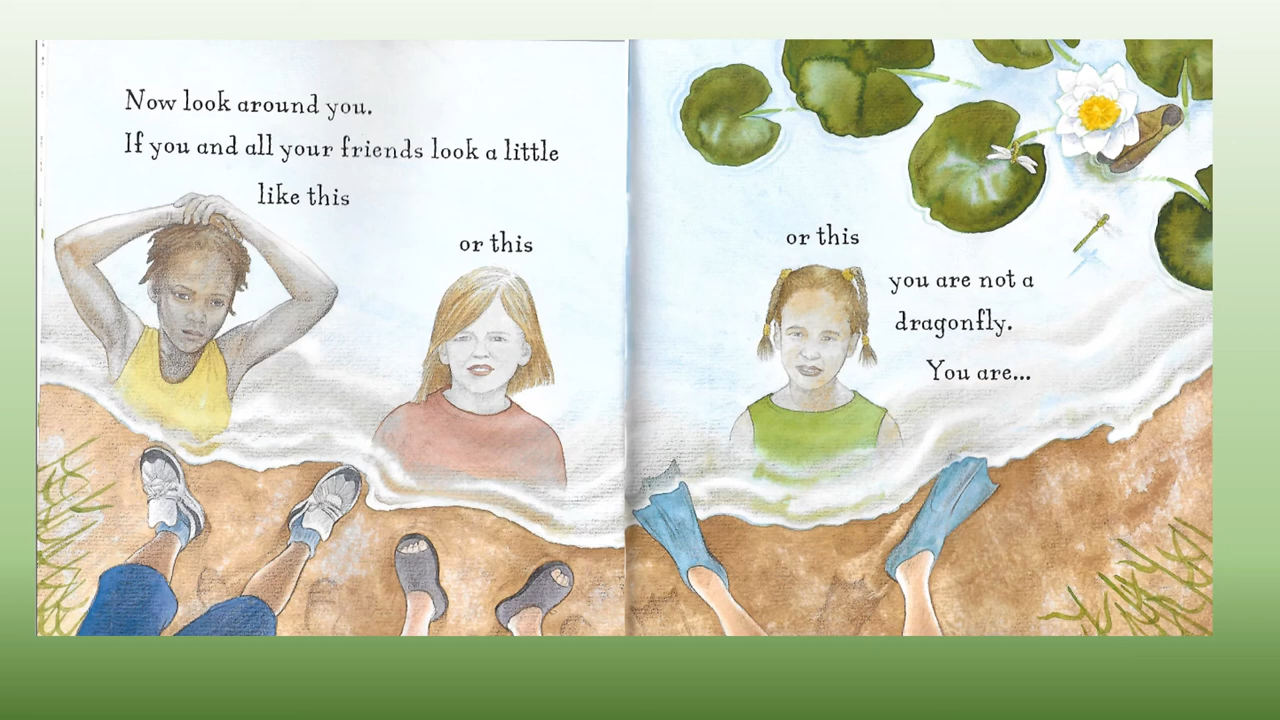 Now look around you.
If you and all your friends look a little
like this
or this
or this
you are not a
dragonfly.
You are...